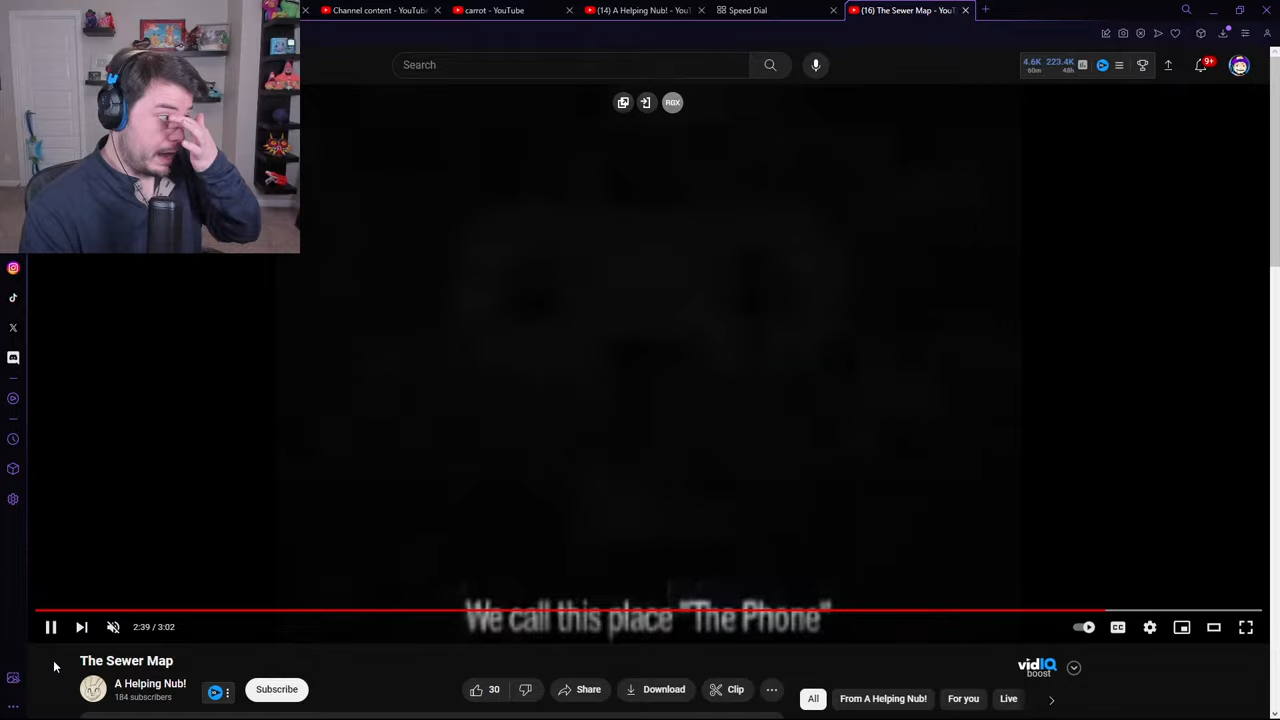 Channel content - YouTube
carrot - YouTube
(14) A Helping Nub! - YouT
Speed Dial
(16) The Sewer Map - YouT
Search
4.6K 223.4K
60m 48h
9+
RGX
We call this place "The Phone"
2:39 / 3:02
CC
The Sewer Map
A Helping Nub!
184 subscribers
Subscribe
30
Share
Download
Clip
vidIQ
boost
All
From A Helping Nub!
For you
Live